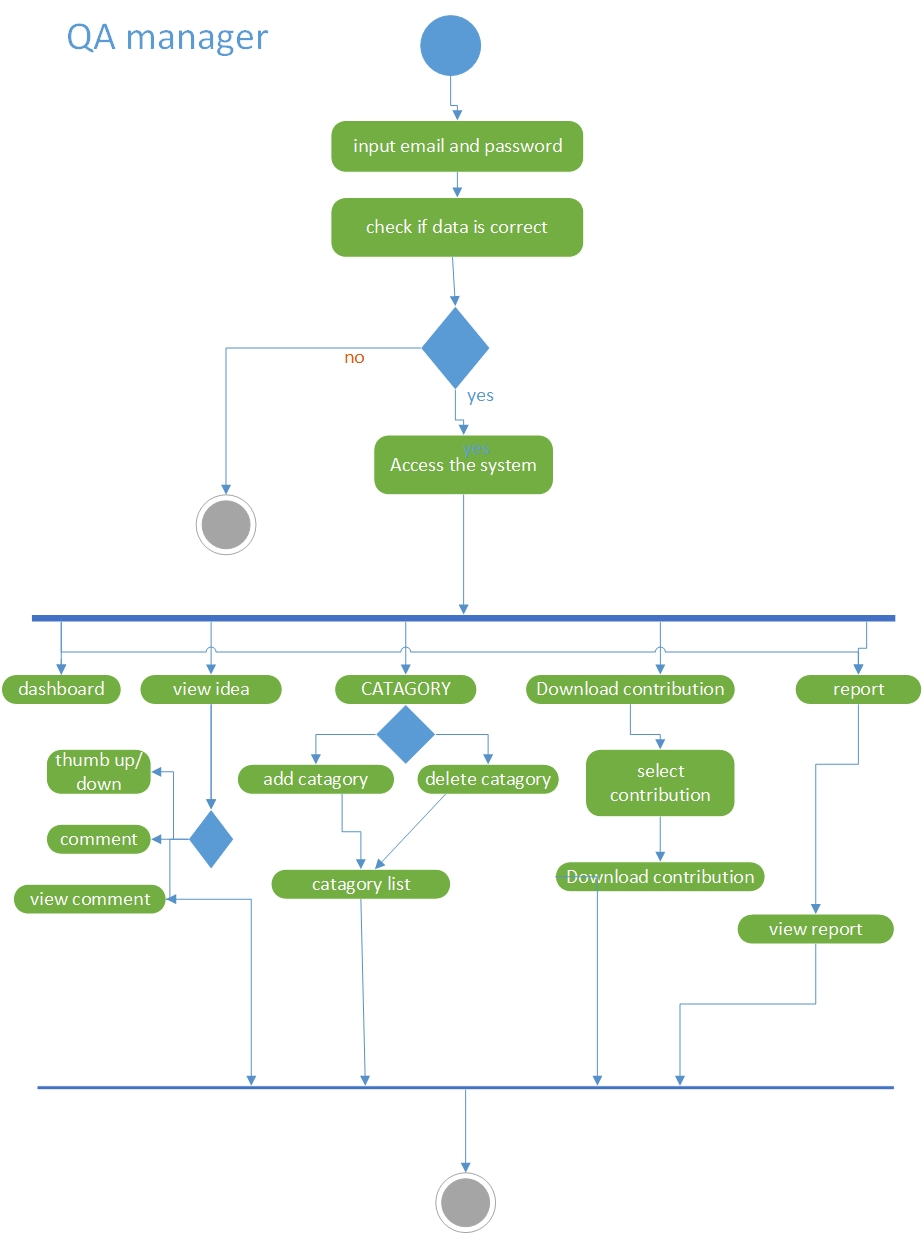 QA manager
input email and password
check if data is correct
no
yes
yes
Access the system
dashboard
view idea
CATAGORY
Download contribution
report
thumb up/
down
add catagory
delete catagory
select
contribution
comment
view comment
catagory list
Download contribution
view report